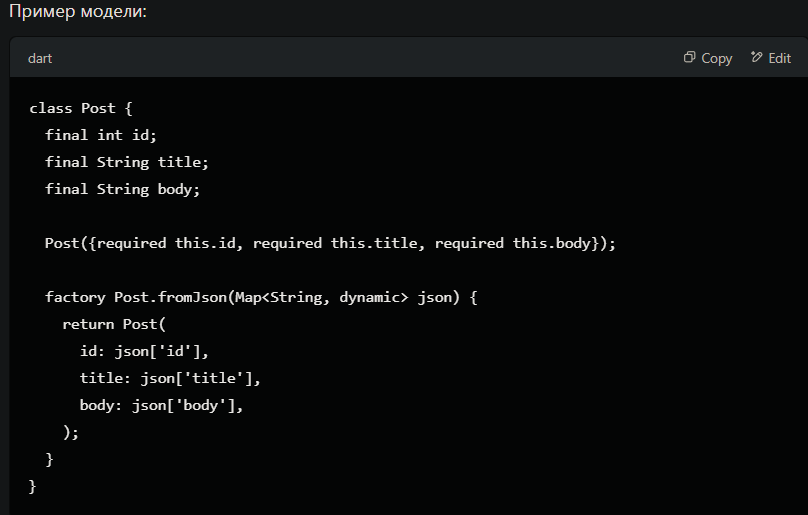 Пример модели:
dart
Copy
Edit
class Post {
  final int id;
  final String title;
  final String body;

  Post({required this.id, required this.title, required this.body});

  factory Post.fromJson(Map<String, dynamic> json) {
    return Post(
      id: json['id'],
      title: json['title'],
      body: json['body'],
    );
  }
}